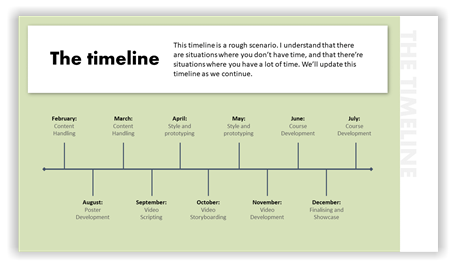 The timeline
This timeline is a rough scenario. I understand that there
are situations where you don't have time, and that there're
situations where you have a lot of time. We'll update this
timeline as we continue.
THE TIMELINE
February:
Content
Handling
March:
Content
Handling
April:
Style and
prototyping
May:
Style and
prototyping
June:
Course
Development
July:
Course
Development
August:
Poster
Development
September:
Video
Scripting
October:
Video
Storyboarding
November:
Video
Development
December:
Finalising and
Showcase